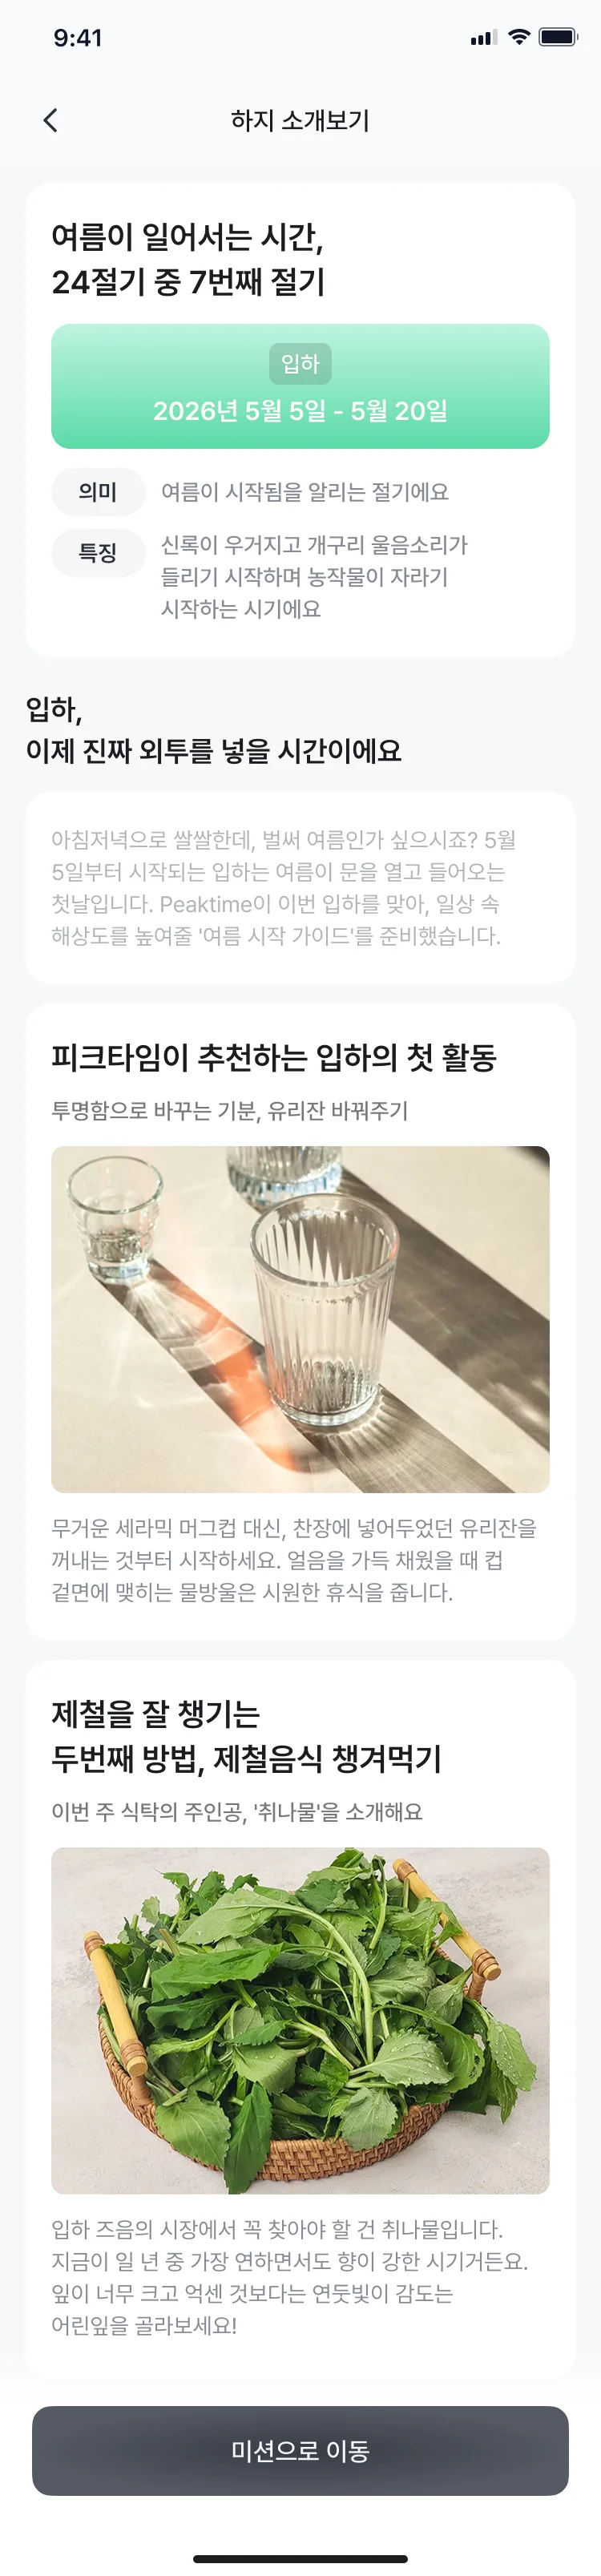 9:41
하지 소개보기
여름이 일어서는 시간,
24절기 중 7번째 절기
입하
2026년 5월 5일 - 5월 20일
의미
여름이 시작됨을 알리는 절기에요
특징
신록이 우거지고 개구리 울음소리가
들리기 시작하며 농작물이 자라기
시작하는 시기에요
입하,
이제 진짜 외투를 넣을 시간이에요
아침저녁으로 쌀쌀한데, 벌써 여름인가 싶으시죠? 5월
5일부터 시작되는 입하는 여름이 문을 열고 들어오는
첫날입니다. Peaktime이 이번 입하를 맞아, 일상 속
해상도를 높여줄 '여름 시작 가이드'를 준비했습니다.
피크타임이 추천하는 입하의 첫 활동
투명함으로 바꾸는 기분, 유리잔 바꿔주기
무거운 세라믹 머그컵 대신, 찬장에 넣어두었던 유리잔을
꺼내는 것부터 시작하세요. 얼음을 가득 채웠을 때 컵
겉면에 맺히는 물방울은 시원한 휴식을 줍니다.
제철을 잘 챙기는
두번째 방법, 제철음식 챙겨먹기
이번 주 식탁의 주인공, '취나물'을 소개해요
입하 즈음의 시장에서 꼭 찾아야 할 건 취나물입니다.
지금이 일 년 중 가장 연하면서도 향이 강한 시기거든요.
잎이 너무 크고 억센 것보다는 연둣빛이 감도는
어린잎을 골라보세요!
미션으로 이동